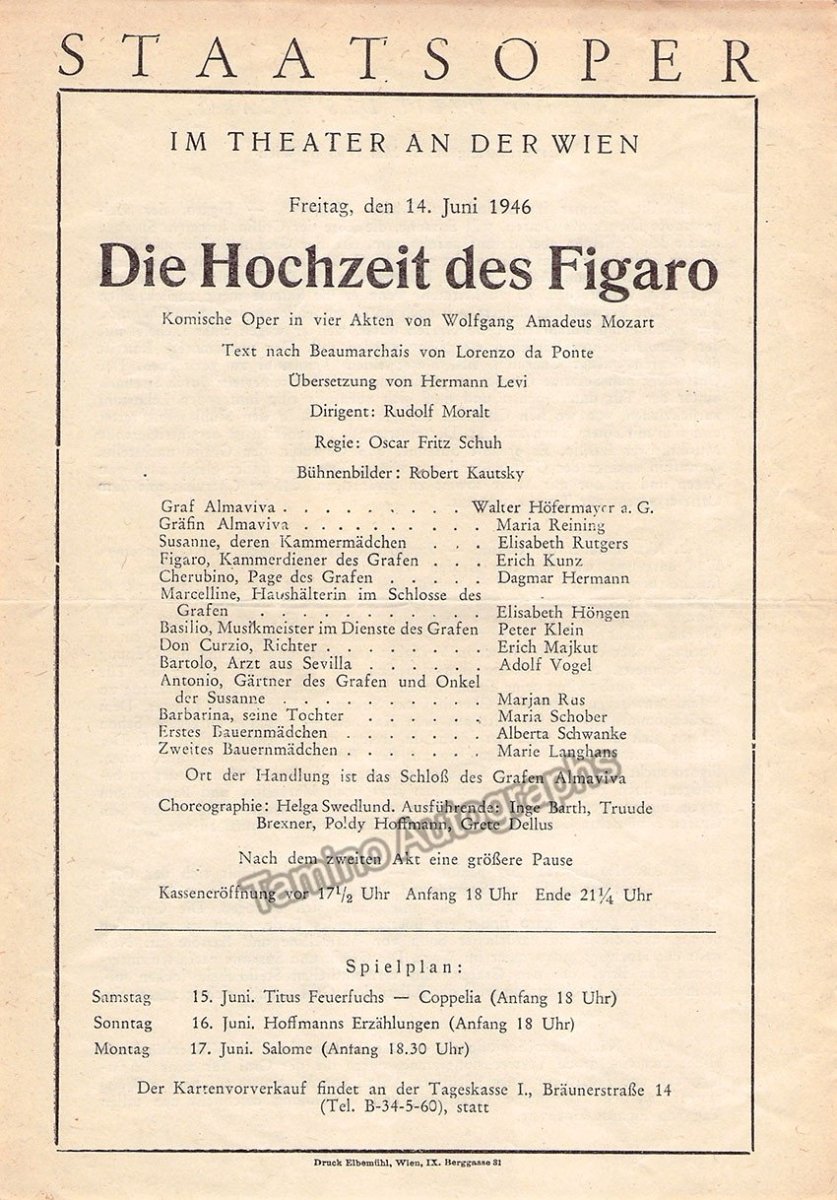 STAATSOPER
IM THEATER AN DER WIEN
Freitag, den 14. Juni 1946
Die Hochzeit des Figaro
Komische Oper in vier Akten von Wolfgang Amadeus Mozart
Text nach Beaumarchais von Lorenzo da Ponte
Übersetzung von Hermann Levi
Dirigent: Rudolf Moralt
Regie: Oscar Fritz Schuh
Bühnenbilder: Robert Kautsky
Graf Almaviva . . . . . . . . . Walter Höfermayer a. G.
Gräfin Almaviva . . . . . . . . . . Maria Reining
Susanne, deren Kammermädchen . . . Elisabeth Rutgers
Figaro, Kammerdiener des Grafen . . . Erich Kunz
Cherubino, Page des Grafen . . . . . Dagmar Hermann
Marcelline, Haushälterin im Schlosse des
Grafen . . . . . . . . . . . Elisabeth Höngen
Basilio, Musikmeister im Dienste des Grafen Peter Klein
Don Curzio, Richter . . . . . . . . Erich Majkut
Bartolo, Arzt aus Sevilla . . . . . . Adolf Vogel
Antonio, Gärtner des Grafen und Onkel
der Susanne . . . . . . . . . . Marjan Rus
Barbarina, seine Tochter . . . . . . Maria Schober
Erstes Bauernmädchen . . . . . . . Alberta Schwanke
Zweites Bauernmädchen . . . . . . . Marie Langhans
Ort der Handlung ist das Schloß des Grafen Almaviva
Choreographie: Helga Swedlund. Ausführende: Inge Barth, Truude
Brexner, Poldy Hoffmann, Grete Dellus
Nach dem zweiten Akt eine größere Pause
Kasseneröffnung vor 17½ Uhr Anfang 18 Uhr Ende 21¼ Uhr
Tamino Autographs
Spielplan:
Samstag 15. Juni. Titus Feuerfuchs — Coppelia (Anfang 18 Uhr)
Sonntag 16. Juni. Hoffmanns Erzählungen (Anfang 18 Uhr)
Montag 17. Juni. Salome (Anfang 18.30 Uhr)
Der Kartenvorverkauf findet an der Tageskasse I., Bräunerstraße 14
(Tel. B-34-5-60), statt
Druck Elbemühl, Wien, IX. Berggasse 31